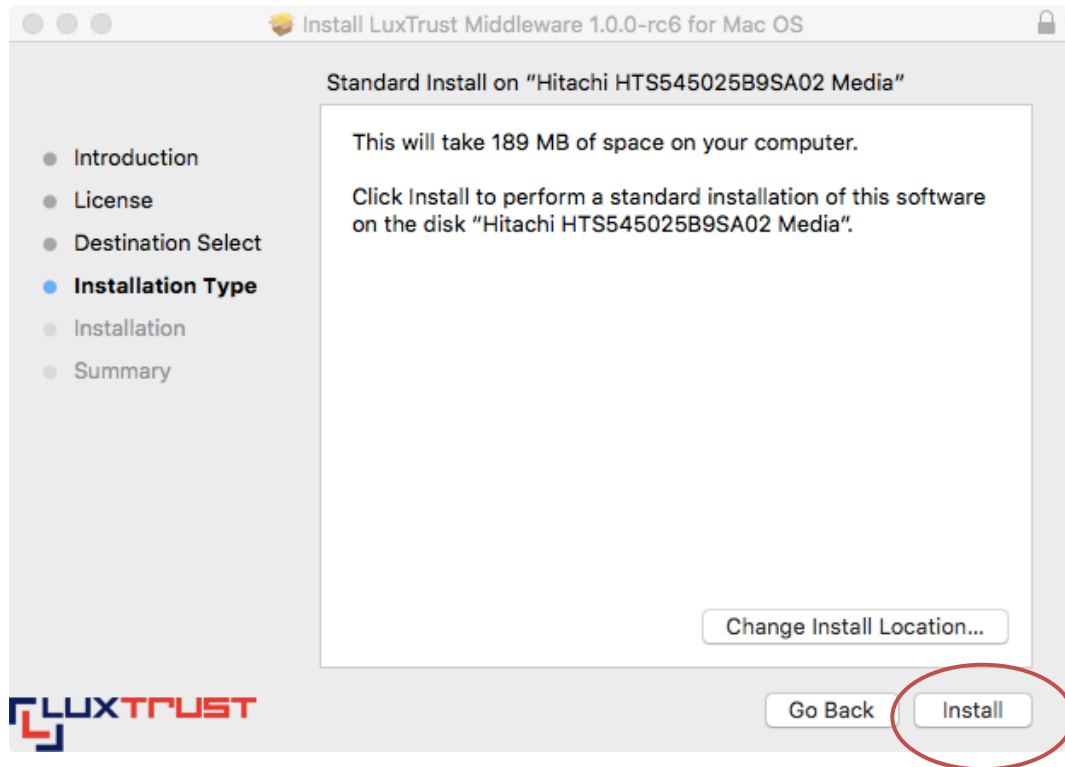 Install LuxTrust Middleware 1.0.0-rc6 for Mac OS
Standard Install on “Hitachi HTS545025B9SA02 Media”
Introduction
License
Destination Select
Installation Type
Installation
Summary
This will take 189 MB of space on your computer.
Click Install to perform a standard installation of this software
on the disk “Hitachi HTS545025B9SA02 Media”.
Change Install Location...
LUXTRUST
Go Back
Install